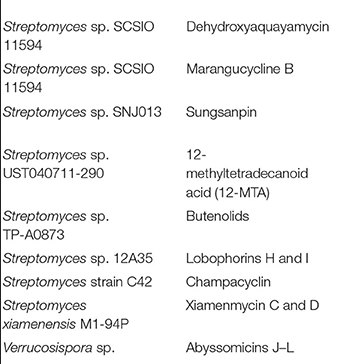 Streptomyces sp. SCSIO Dehydroxyaquayamycin
11594
Streptomyces sp. SCSIO Marangucycline B
11594
Streptomyces sp. SNJ013 Sungsanpin
Streptomyces sp. 12-
UST040711-290 methyltetradecanoid
acid (12-MTA)
Streptomyces sp. Butenolids
TP-A0873
Streptomyces sp. 12A35 Lobophorins H and I
Streptomyces strain C42 Champacyclin
Streptomyces Xiamenmycin C and D
xiamenensis M1-94P
Verrucosispora sp. Abyssomicins J–L